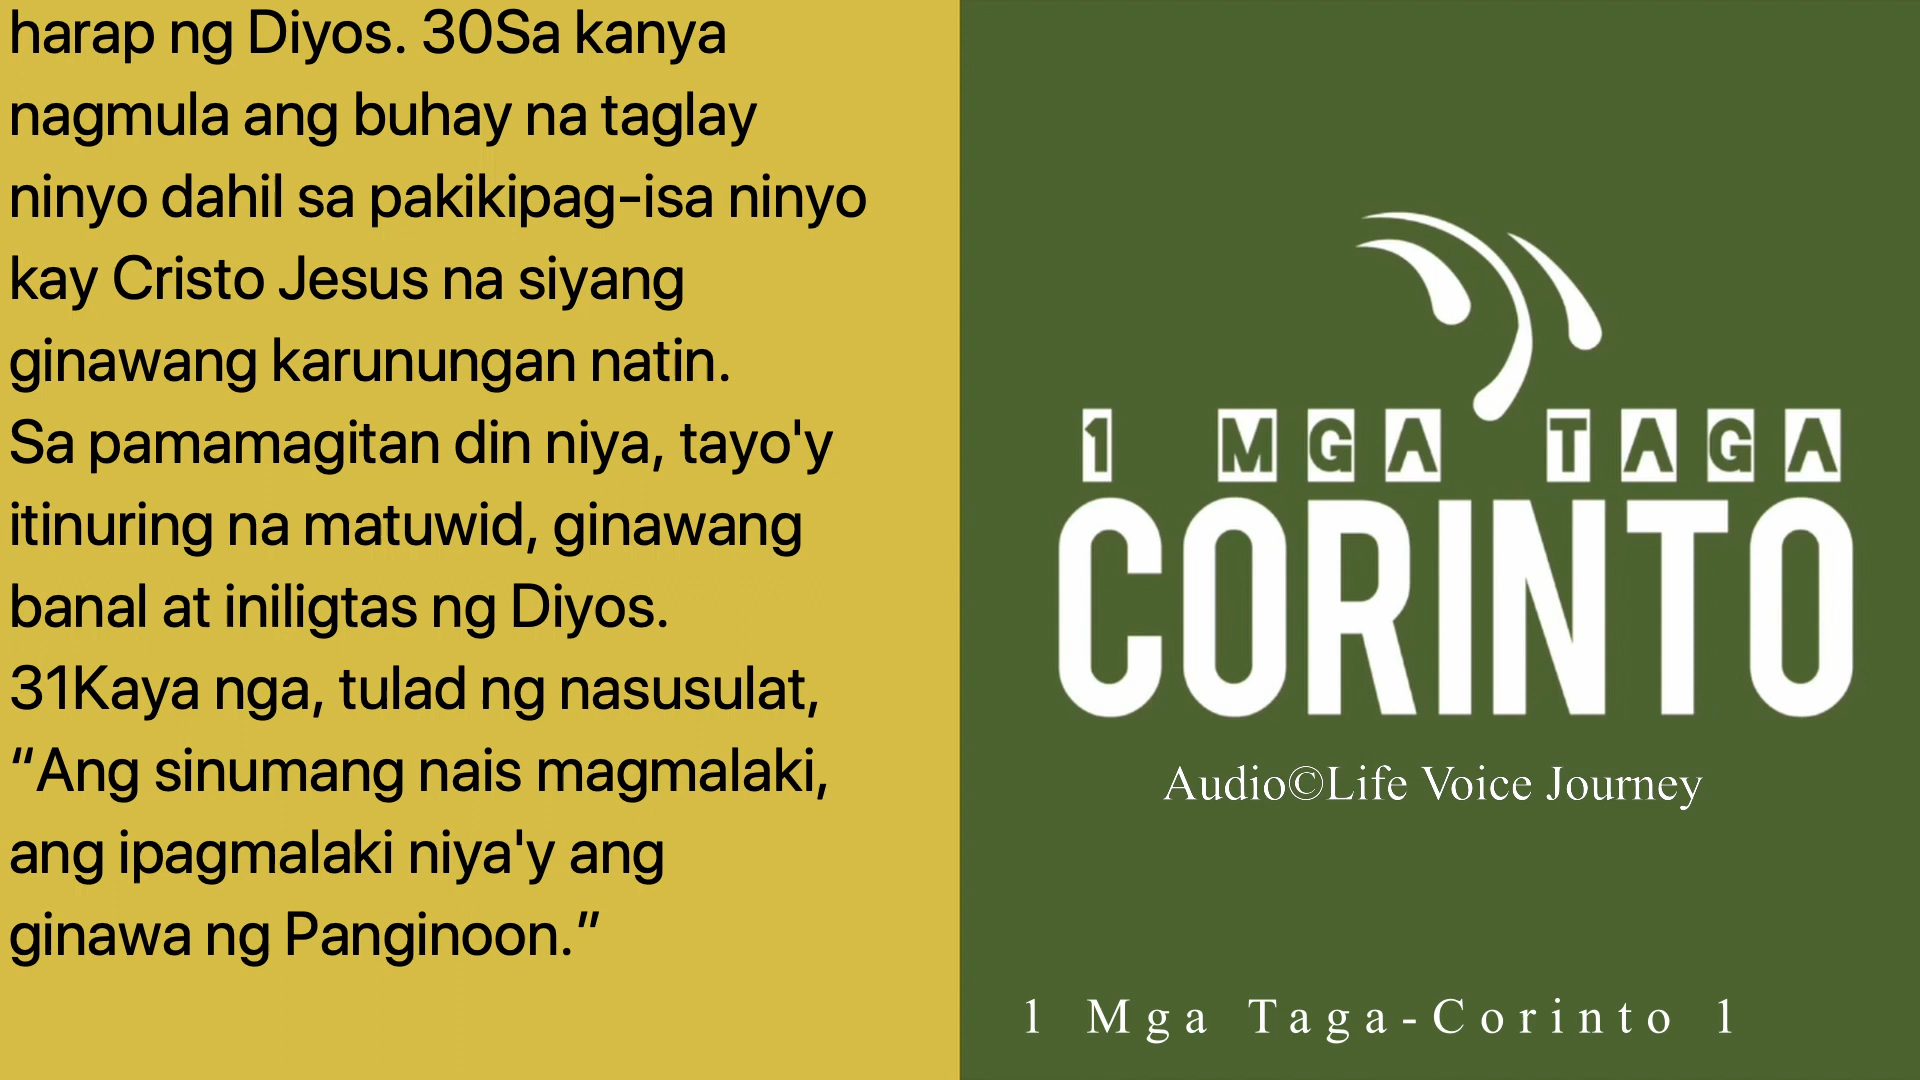 harap ng Diyos. 30Sa kanya
nagmula ang buhay na taglay
ninyo dahil sa pakikipag-isa ninyo
kay Cristo Jesus na siyang
ginawang karunungan natin.
Sa pamamagitan din niya, tayo'y
itinuring na matuwid, ginawang
banal at iniligtas ng Diyos.
31Kaya nga, tulad ng nasusulat,
“Ang sinumang nais magmalaki,
ang ipagmalaki niya'y ang
ginawa ng Panginoon.”
1 MGA TAGA
CORINTO
Audio©Life Voice Journey
1 Mga Taga-Corinto 1